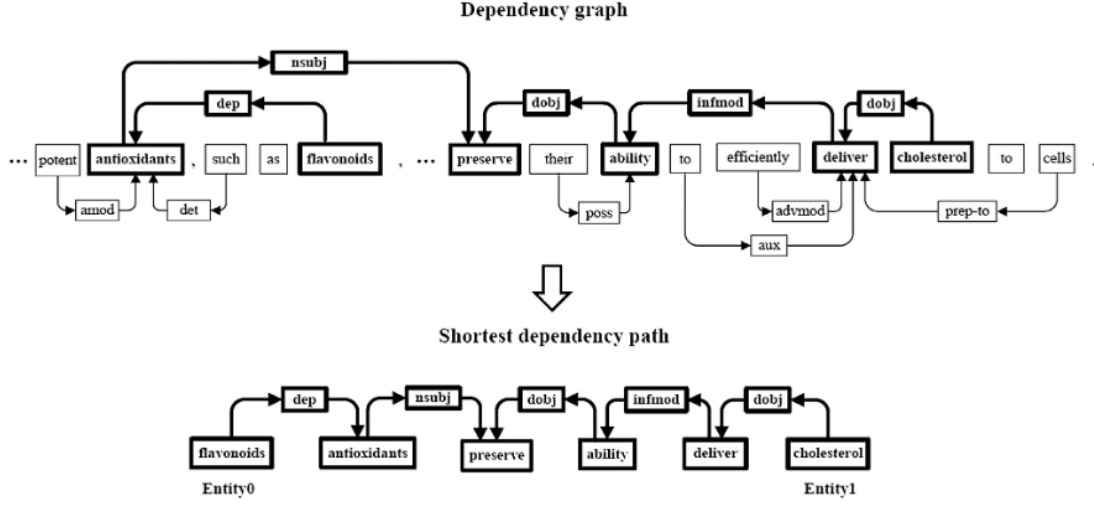 Dependency graph
nsubj
dep dobj infmod dobj
... potent antioxidants , such as flavonoids , ... preserve their ability to efficiently deliver cholesterol to cells .
amod det poss advmod prep-to
aux
Shortest dependency path
dep nsubj dobj infmod dobj
flavonoids antioxidants preserve ability deliver cholesterol
Entity0 Entity1